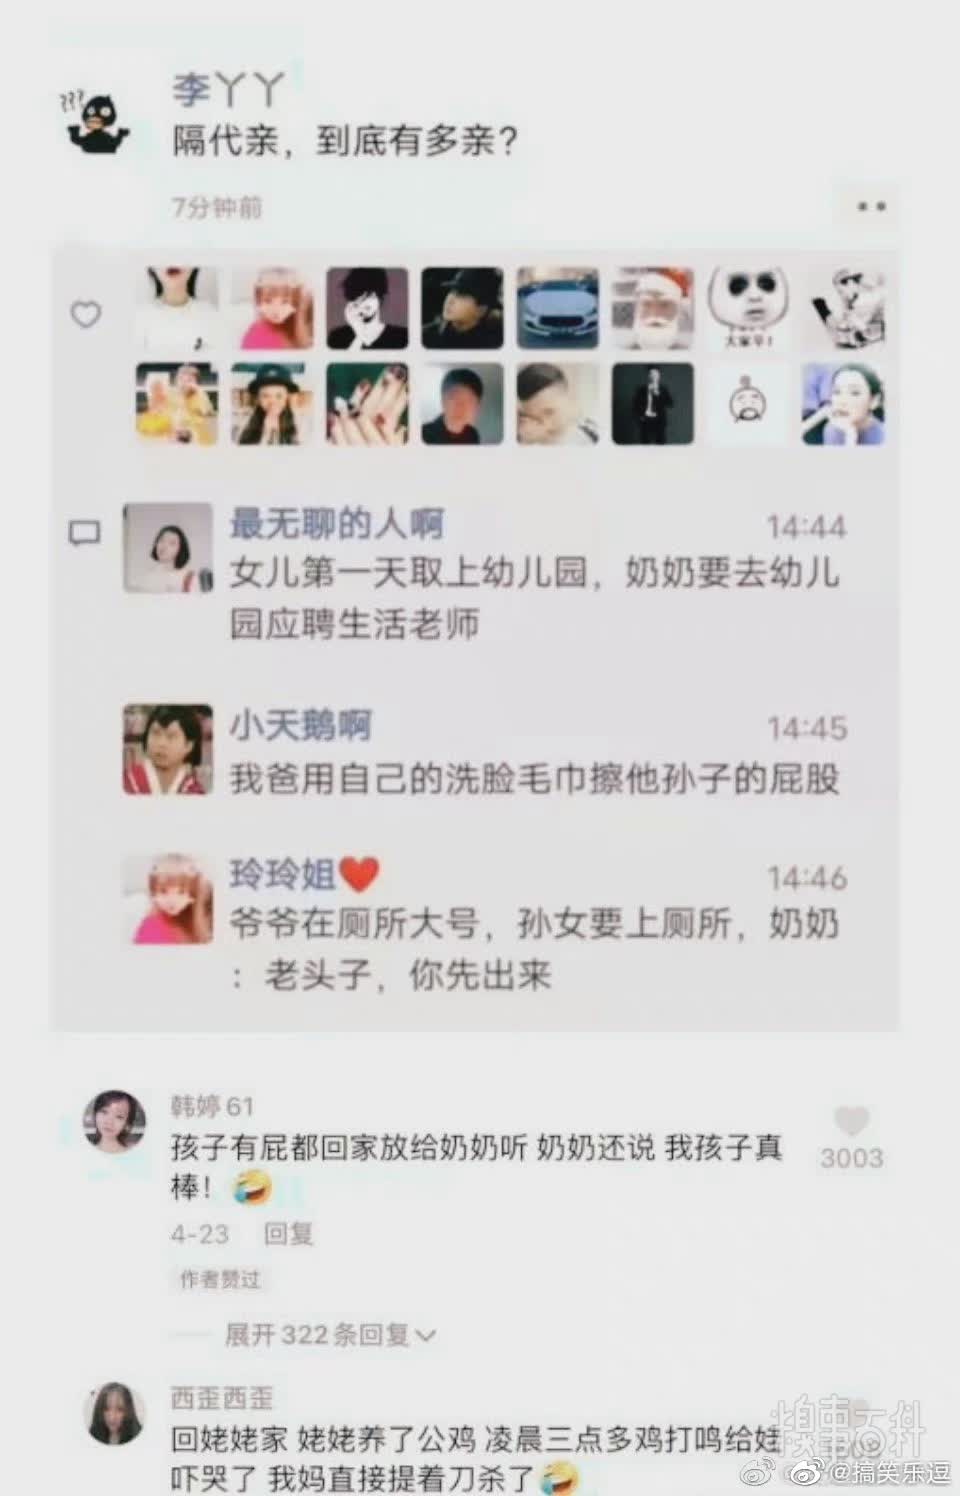 ???
李丫丫
隔代亲，到底有多亲？
7分钟前
大家早！
最无聊的人啊
14:44
女儿第一天取上幼儿园，奶奶要去幼儿
园应聘生活老师
小天鹅啊
14:45
我爸用自己的洗脸毛巾擦他孙子的屁股
玲玲姐❤️
14:46
爷爷在厕所大号，孙女要上厕所，奶奶
：老头子，你先出来
韩婷61
孩子有屁都回家放给奶奶听 奶奶还说 我孩子真
棒！🤣
3003
4-23 回复
作者赞过
展开322条回复
西歪西歪
回姥姥家 姥姥养了公鸡 凌晨三点多鸡打鸣给娃
吓哭了 我妈直接提着刀杀了🤣
糗事百科
@搞笑乐逗